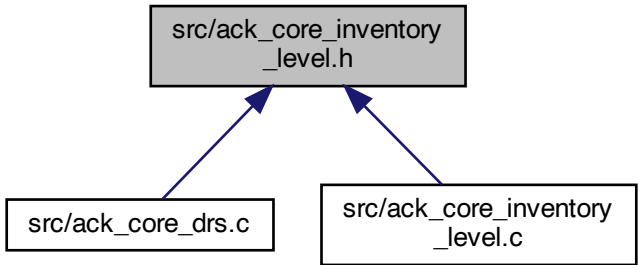 src/ack_core_inventory
_level.h
src/ack_core_drs.c
src/ack_core_inventory
_level.c